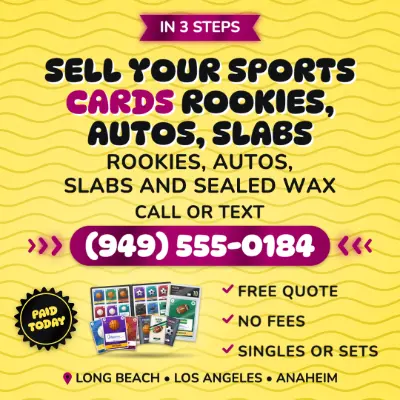 IN 3 STEPS
SELL YOUR SPORTS
CARDS ROOKIES,
AUTOS, SLABS
ROOKIES, AUTOS,
SLABS AND SEALED WAX
CALL OR TEXT
(949) 555-0184
PAID
TODAY
FREE QUOTE
NO FEES
SINGLES OR SETS
LONG BEACH • LOS ANGELES • ANAHEIM